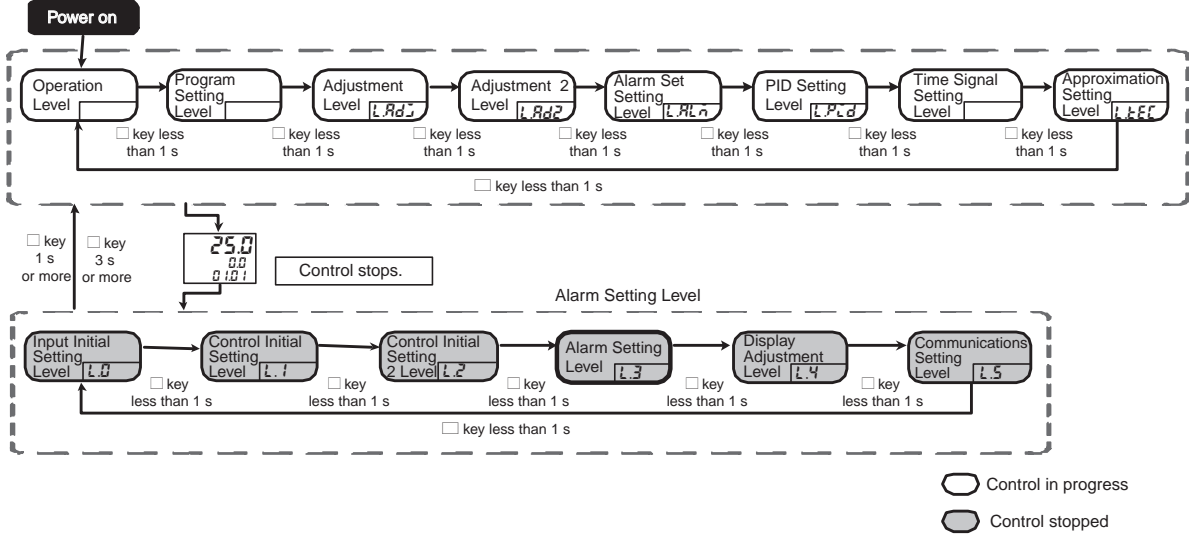 Power on
Operation
Level
Program
Setting
Level
Adjustment
Level L.AdJ
Adjustment 2
Level L.Ad2
Alarm Set
Setting
Level L.ALM
PID Setting
Level L.PID
Time Signal
Setting
Level
Approximation
Setting
Level L.tEC
□ key less
than 1 s
□ key less
than 1 s
□ key less
than 1 s
□ key less
than 1 s
□ key less
than 1 s
□ key less
than 1 s
□ key less
than 1 s
□ key less than 1 s
□ key
1 s
or more
□ key
3 s
or more
25.0
0.0
01.01
Control stops.
Alarm Setting Level
Input Initial
Setting
Level L.0
Control Initial
Setting
Level L.1
Control Initial
Setting
2 Level L.2
Alarm Setting
Level L.3
Display
Adjustment
Level L.4
Communications
Setting
Level L.5
□ key
less than 1 s
□ key
less than 1 s
□ key
less than 1 s
□ key
less than 1 s
□ key
less than 1 s
□ key less than 1 s
Control in progress
Control stopped